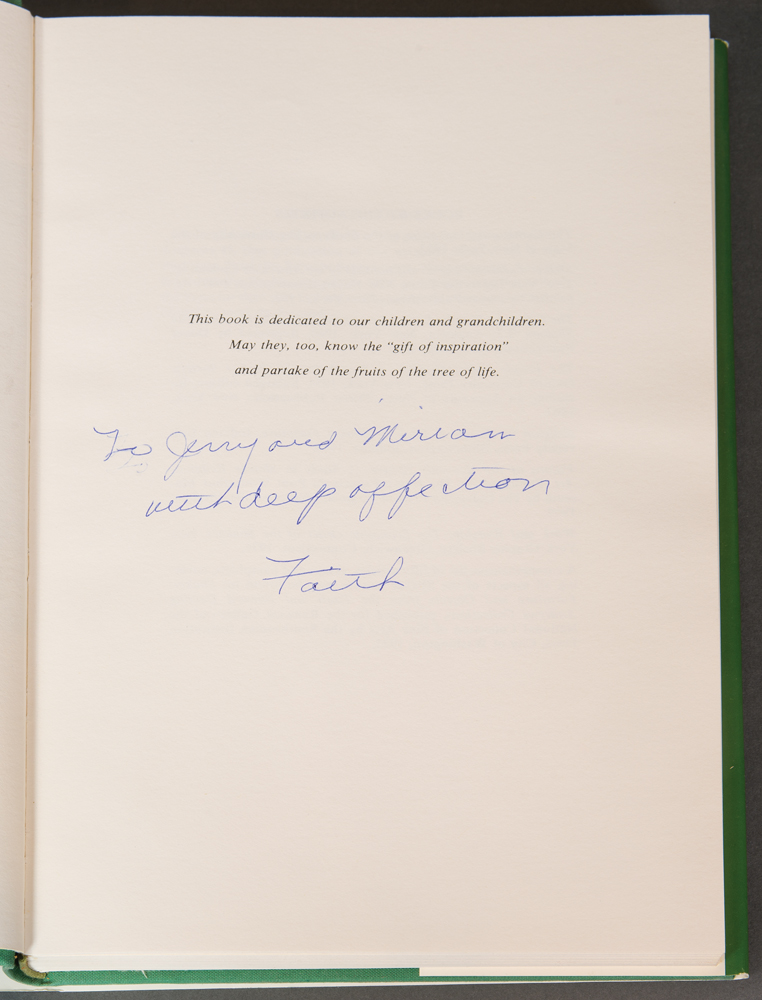 This book is dedicated to our children and grandchildren.
May they, too, know the “gift of inspiration”
and partake of the fruits of the tree of life.
To Jerry and Miriam
with deep affection
Faith